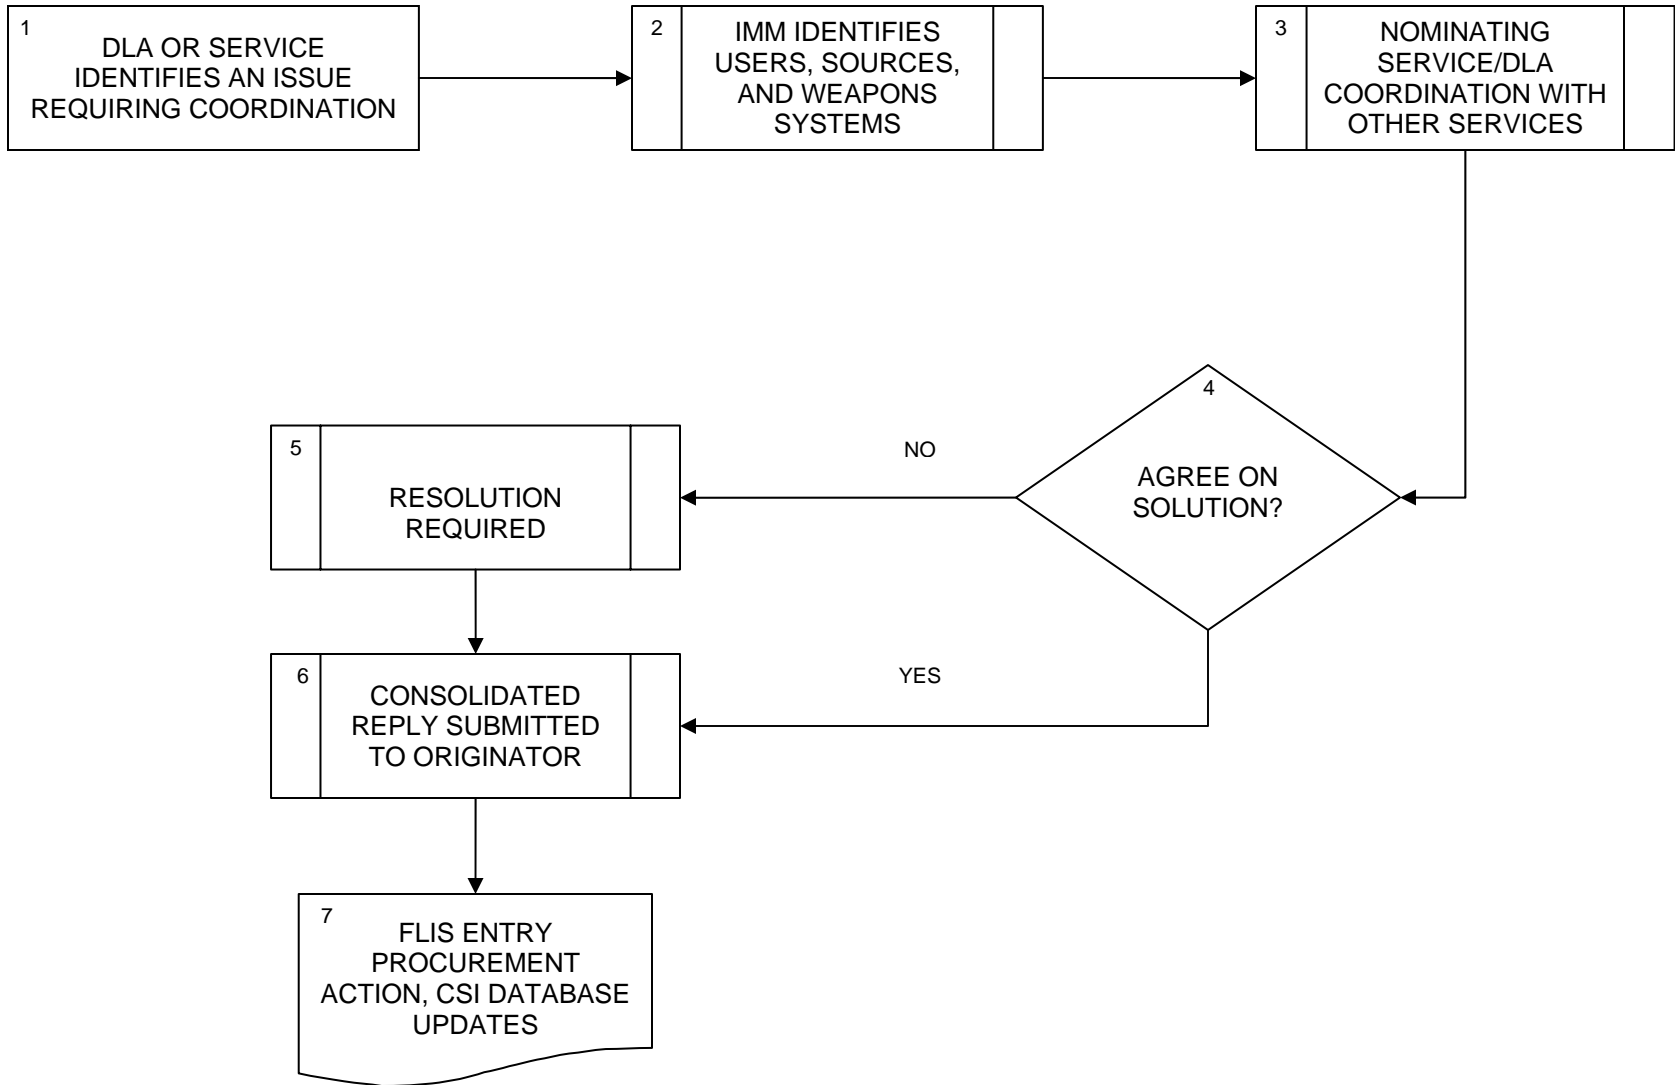 1
DLA OR SERVICE
IDENTIFIES AN ISSUE
REQUIRING COORDINATION
2
IMM IDENTIFIES
USERS, SOURCES,
AND WEAPONS
SYSTEMS
3
NOMINATING
SERVICE/DLA
COORDINATION WITH
OTHER SERVICES
4
AGREE ON
SOLUTION?
NO
5
RESOLUTION
REQUIRED
YES
6
CONSOLIDATED
REPLY SUBMITTED
TO ORIGINATOR
7
FLIS ENTRY
PROCUREMENT
ACTION, CSI DATABASE
UPDATES